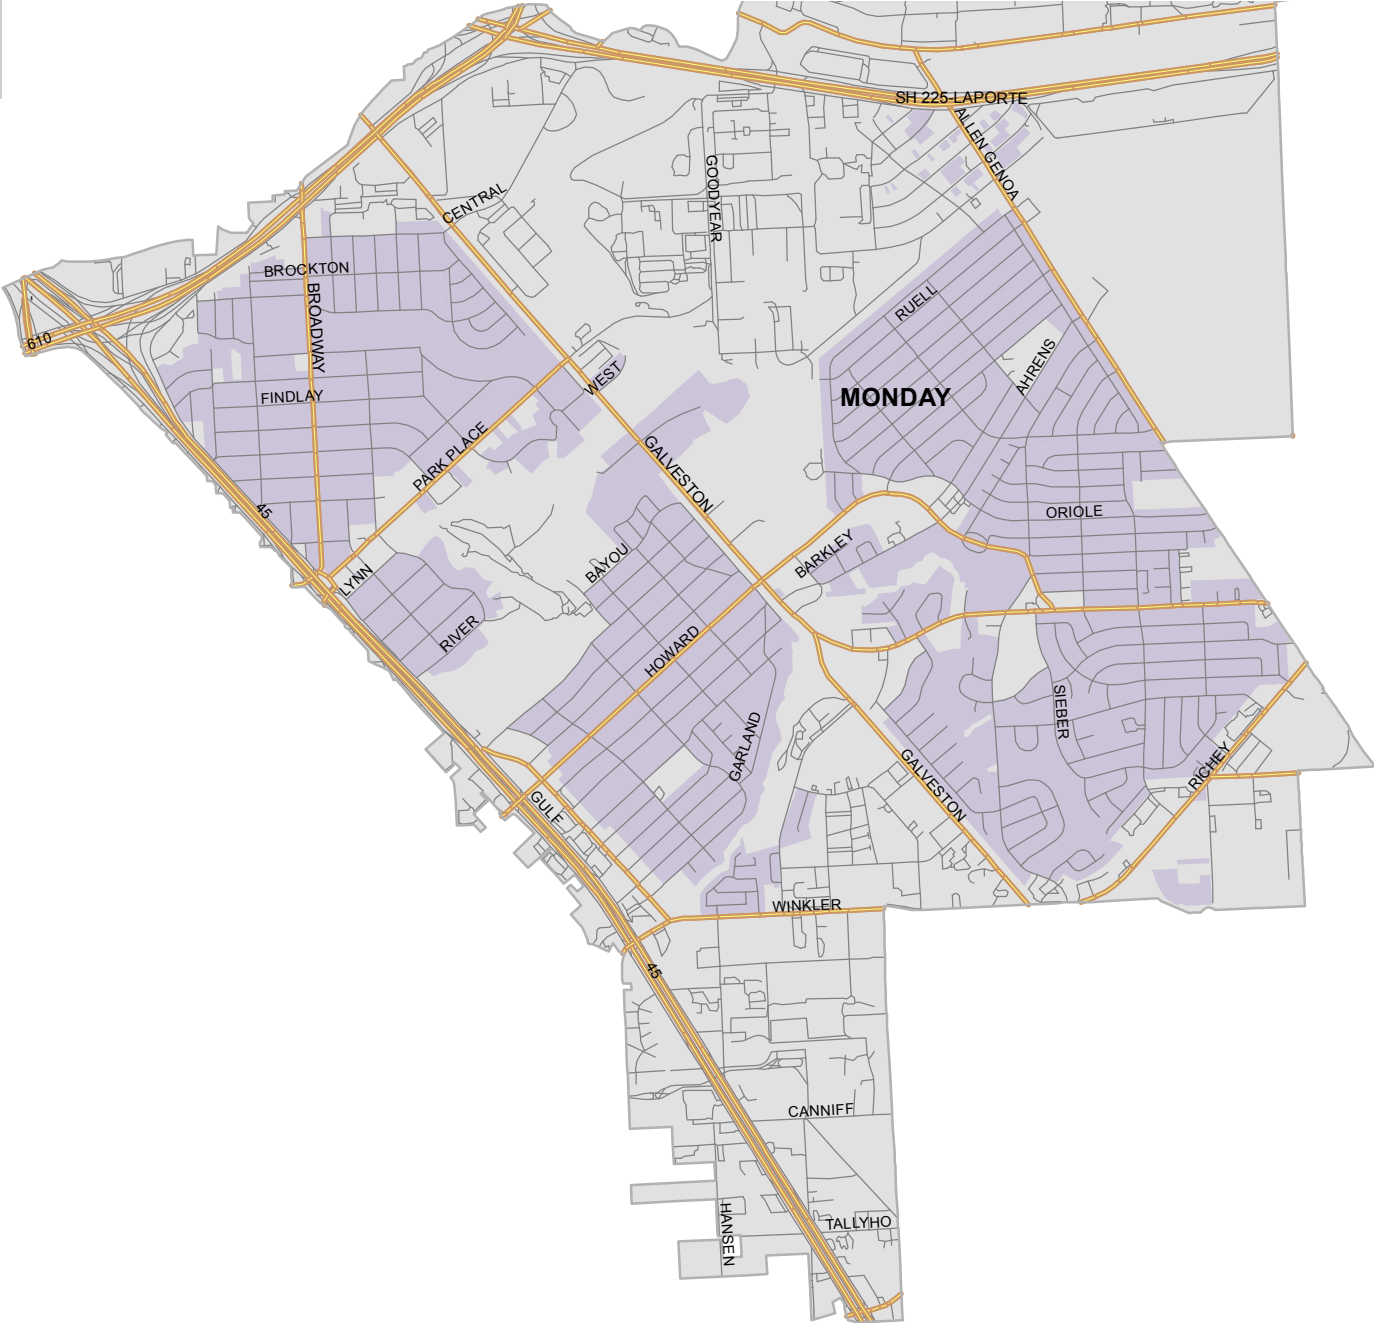 SH 225-LAPORTE
ALLEN GENOA
GOODYEAR
CENTRAL
BROCKTON
BROADWAY
610
RUELL
AHRENS
WEST
MONDAY
FINDLAY
PARK PLACE
GALVESTON
45
ORIOLE
BARKLEY
BAYOU
LYNN
RIVER
HOWARD
SIEBER
GARLAND
GALVESTON
RICHEY
GULF
WINKLER
45
CANNIFF
TALLYHO
HANSEN